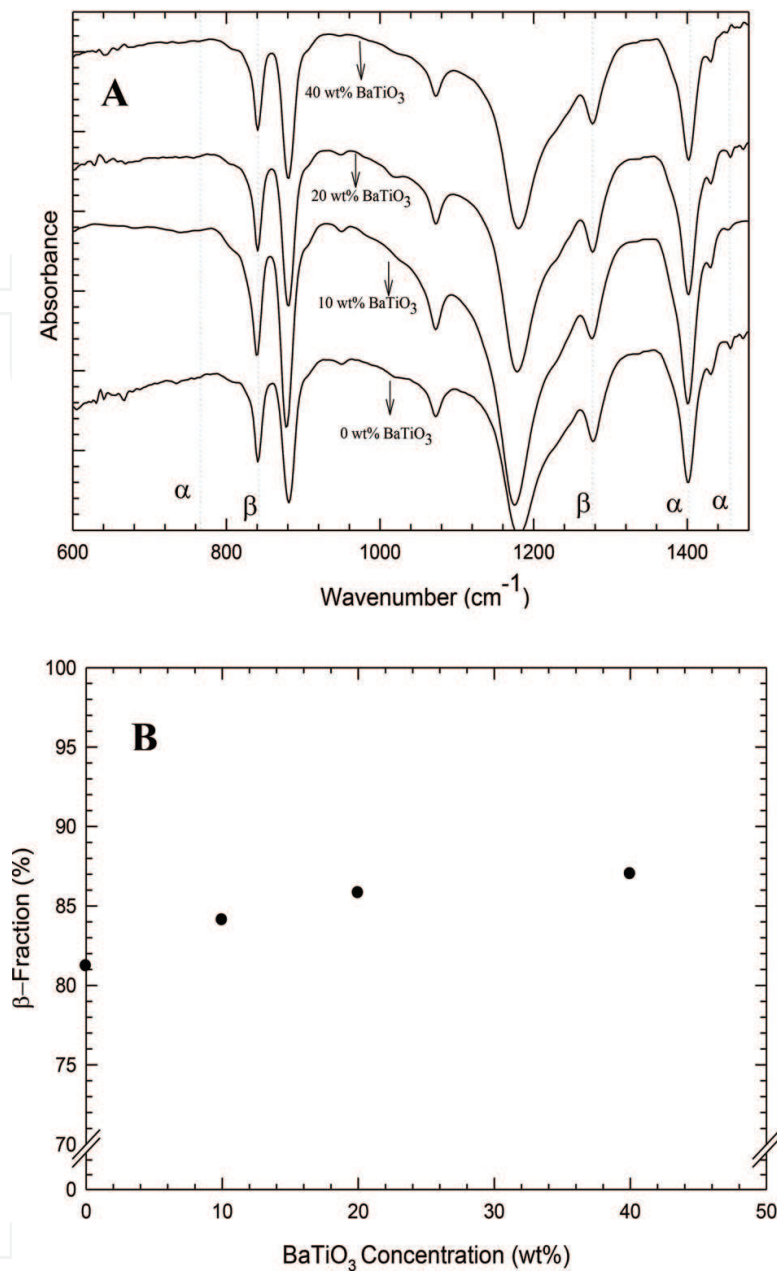 A
40 wt% BaTiO3
20 wt% BaTiO3
10 wt% BaTiO3
0 wt% BaTiO3
Absorbance
α
β
β
α
α
600
800
1000
1200
1400
Wavenumber (cm-1)
B
100
95
90
85
80
75
70
0
β-Fraction (%)
0
10
20
30
40
50
BaTiO3 Concentration (wt%)